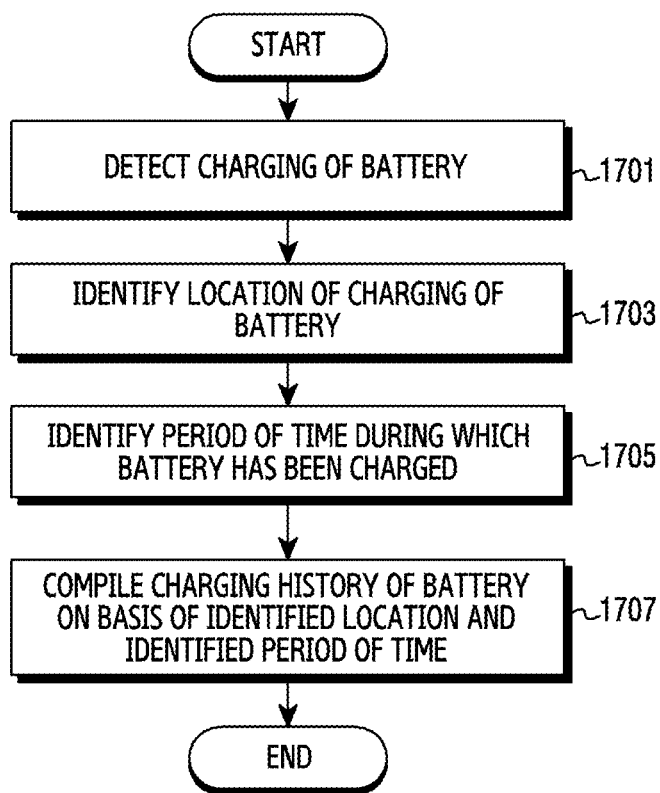 START
DETECT CHARGING OF BATTERY
1701
IDENTIFY LOCATION OF CHARGING OF
BATTERY
1703
IDENTIFY PERIOD OF TIME DURING WHICH
BATTERY HAS BEEN CHARGED
1705
COMPILE CHARGING HISTORY OF BATTERY
ON BASIS OF IDENTIFIED LOCATION AND
IDENTIFIED PERIOD OF TIME
1707
END